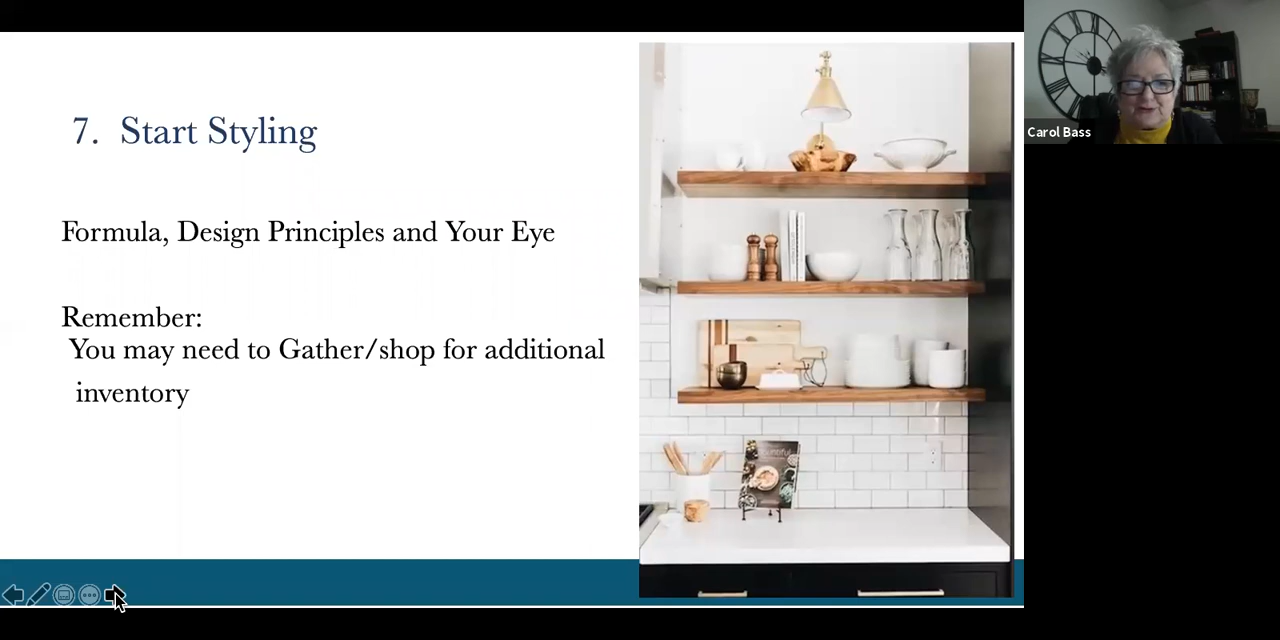 7. Start Styling
Carol Bass
Formula, Design Principles and Your Eye
Remember:
You may need to Gather/shop for additional
inventory